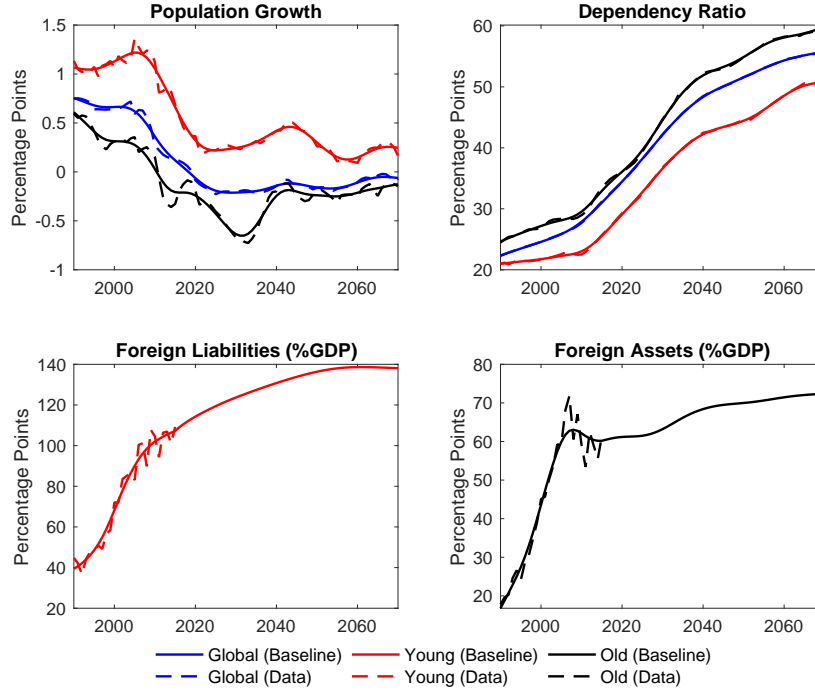 Population Growth
Dependency Ratio
Percentage Points
1.5
1
0.5
0
-0.5
-1
2000 2020 2040 2060
Percentage Points
60
50
40
30
20
2000 2020 2040 2060
Foreign Liabilities (%GDP)
Foreign Assets (%GDP)
Percentage Points
140
120
100
80
60
40
20
2000 2020 2040 2060
Percentage Points
80
70
60
50
40
30
20
2000 2020 2040 2060
Global (Baseline) Young (Baseline) Old (Baseline)
Global (Data) Young (Data) Old (Data)